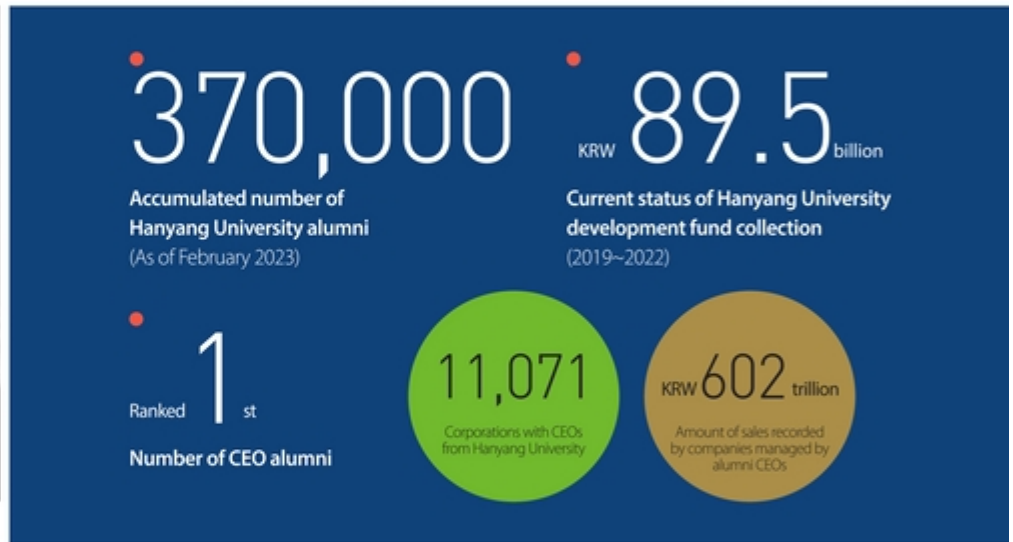 370,000
Accumulated number of
Hanyang University alumni
(As of February 2023)
KRW 89.5 billion
Current status of Hanyang University
development fund collection
(2019~2022)
Ranked 1 st
Number of CEO alumni
11,071
Corporations with CEOs
from Hanyang University
KRW 602 trillion
Amount of sales recorded
by companies managed by
alumni CEOs